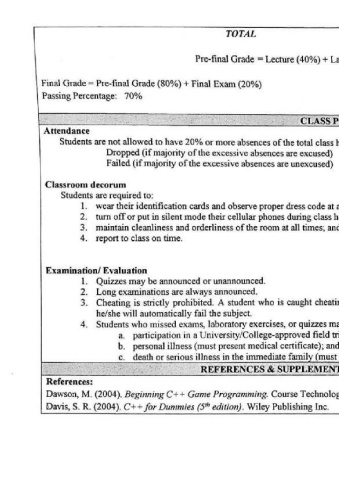 TOTAL
Pre-final Grade = Lecture (40%) + La
Final Grade = Pre-final Grade (80%) + Final Exam (20%)
Passing Percentage: 70%
CLASS P
Attendance
Students are not allowed to have 20% or more absences of the total class h
Dropped (if majority of the excessive absences are excused)
Failed (if majority of the excessive absences are unexcused)
Classroom decorum
Students are required to:
1. wear their identification cards and observe proper dress code at a
2. turn off or put in silent mode their cellular phones during class h
3. maintain cleanliness and orderliness of the room at all times; and
4. report to class on time.
Examination/ Evaluation
1. Quizzes may be announced or unannounced.
2. Long examinations are always announced.
3. Cheating is strictly prohibited. A student who is caught cheatin
he/she will automatically fail the subject.
4. Students who missed exams, laboratory exercises, or quizzes ma
a. participation in a University/College-approved field tri
b. personal illness (must present medical certificate); and
c. death or serious illness in the immediate family (must
REFERENCES & SUPPLEMENT
References:
Dawson, M. (2004). Beginning C++ Game Programming. Course Technolog
Davis, S. R. (2004). C++ for Dummies (5th edition). Wiley Publishing Inc.